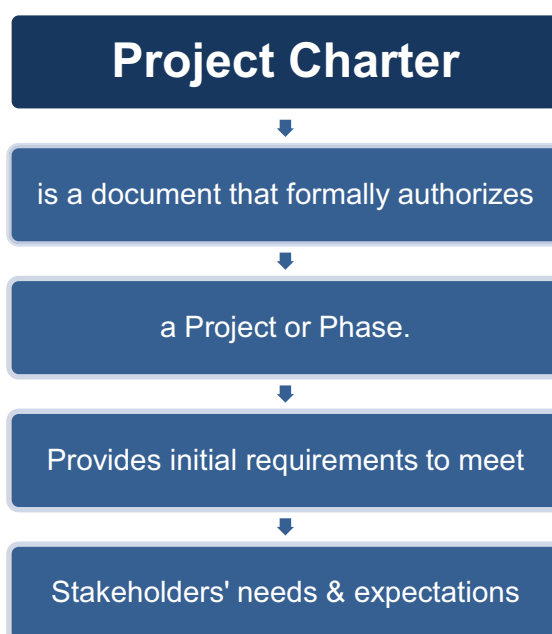 Project Charter
is a document that formally authorizes
a Project or Phase.
Provides initial requirements to meet
Stakeholders' needs & expectations